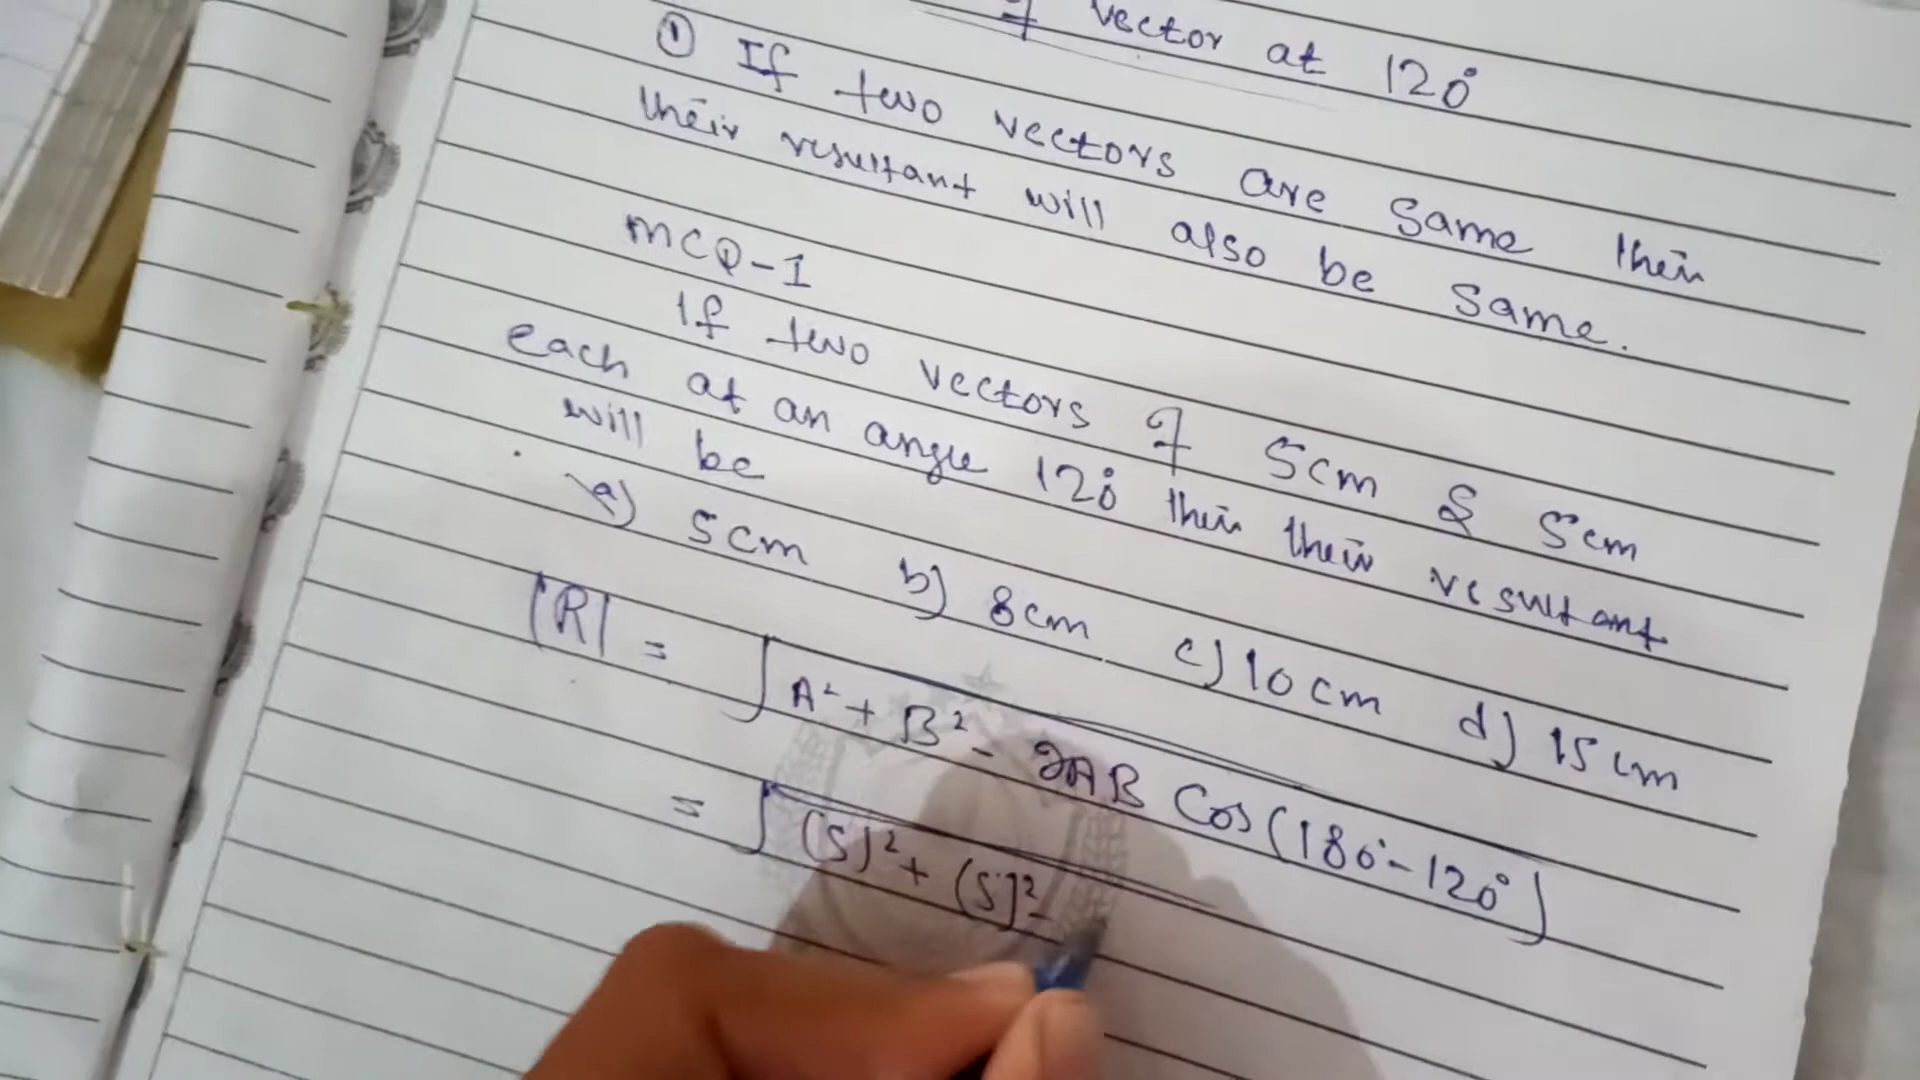 of vector at 120°
① If two vectors are same then
their resultant will also be same.
MCQ-1
If two vectors of 5cm & 5cm
each at an angle 120° then their resultant
will be
a) 5cm b) 8cm c) 10cm d) 15cm
|R| = √A² + B² - 2AB Cos(180° - 120°)
= √(5)² + (5)² -